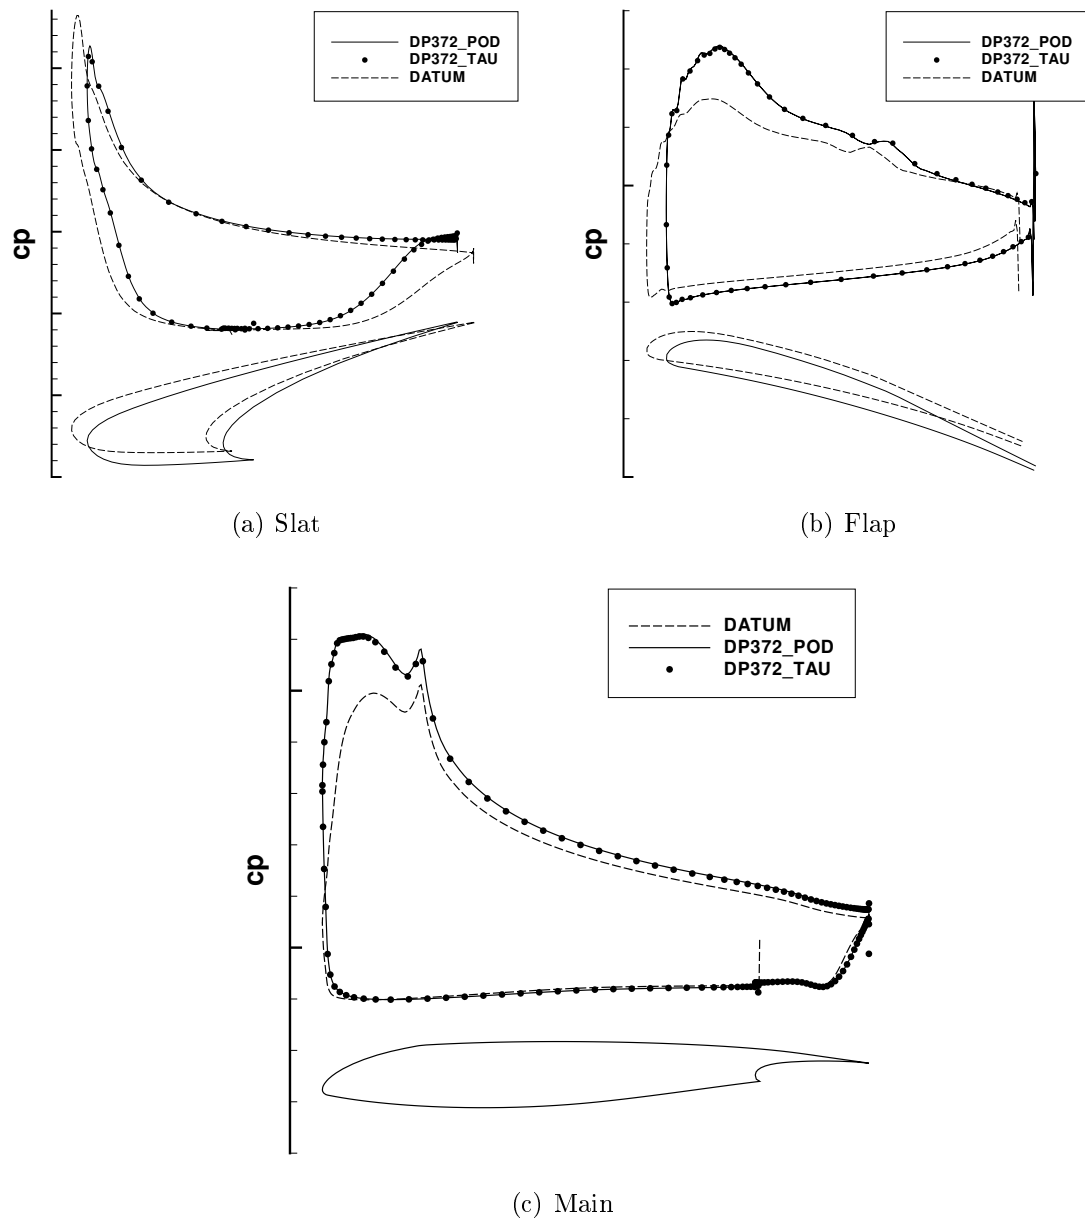 DP372_POD
DP372_TAU
DATUM
cp
(a) Slat
DP372_POD
DP372_TAU
DATUM
cp
(b) Flap
DATUM
DP372_POD
DP372_TAU
cp
(c) Main